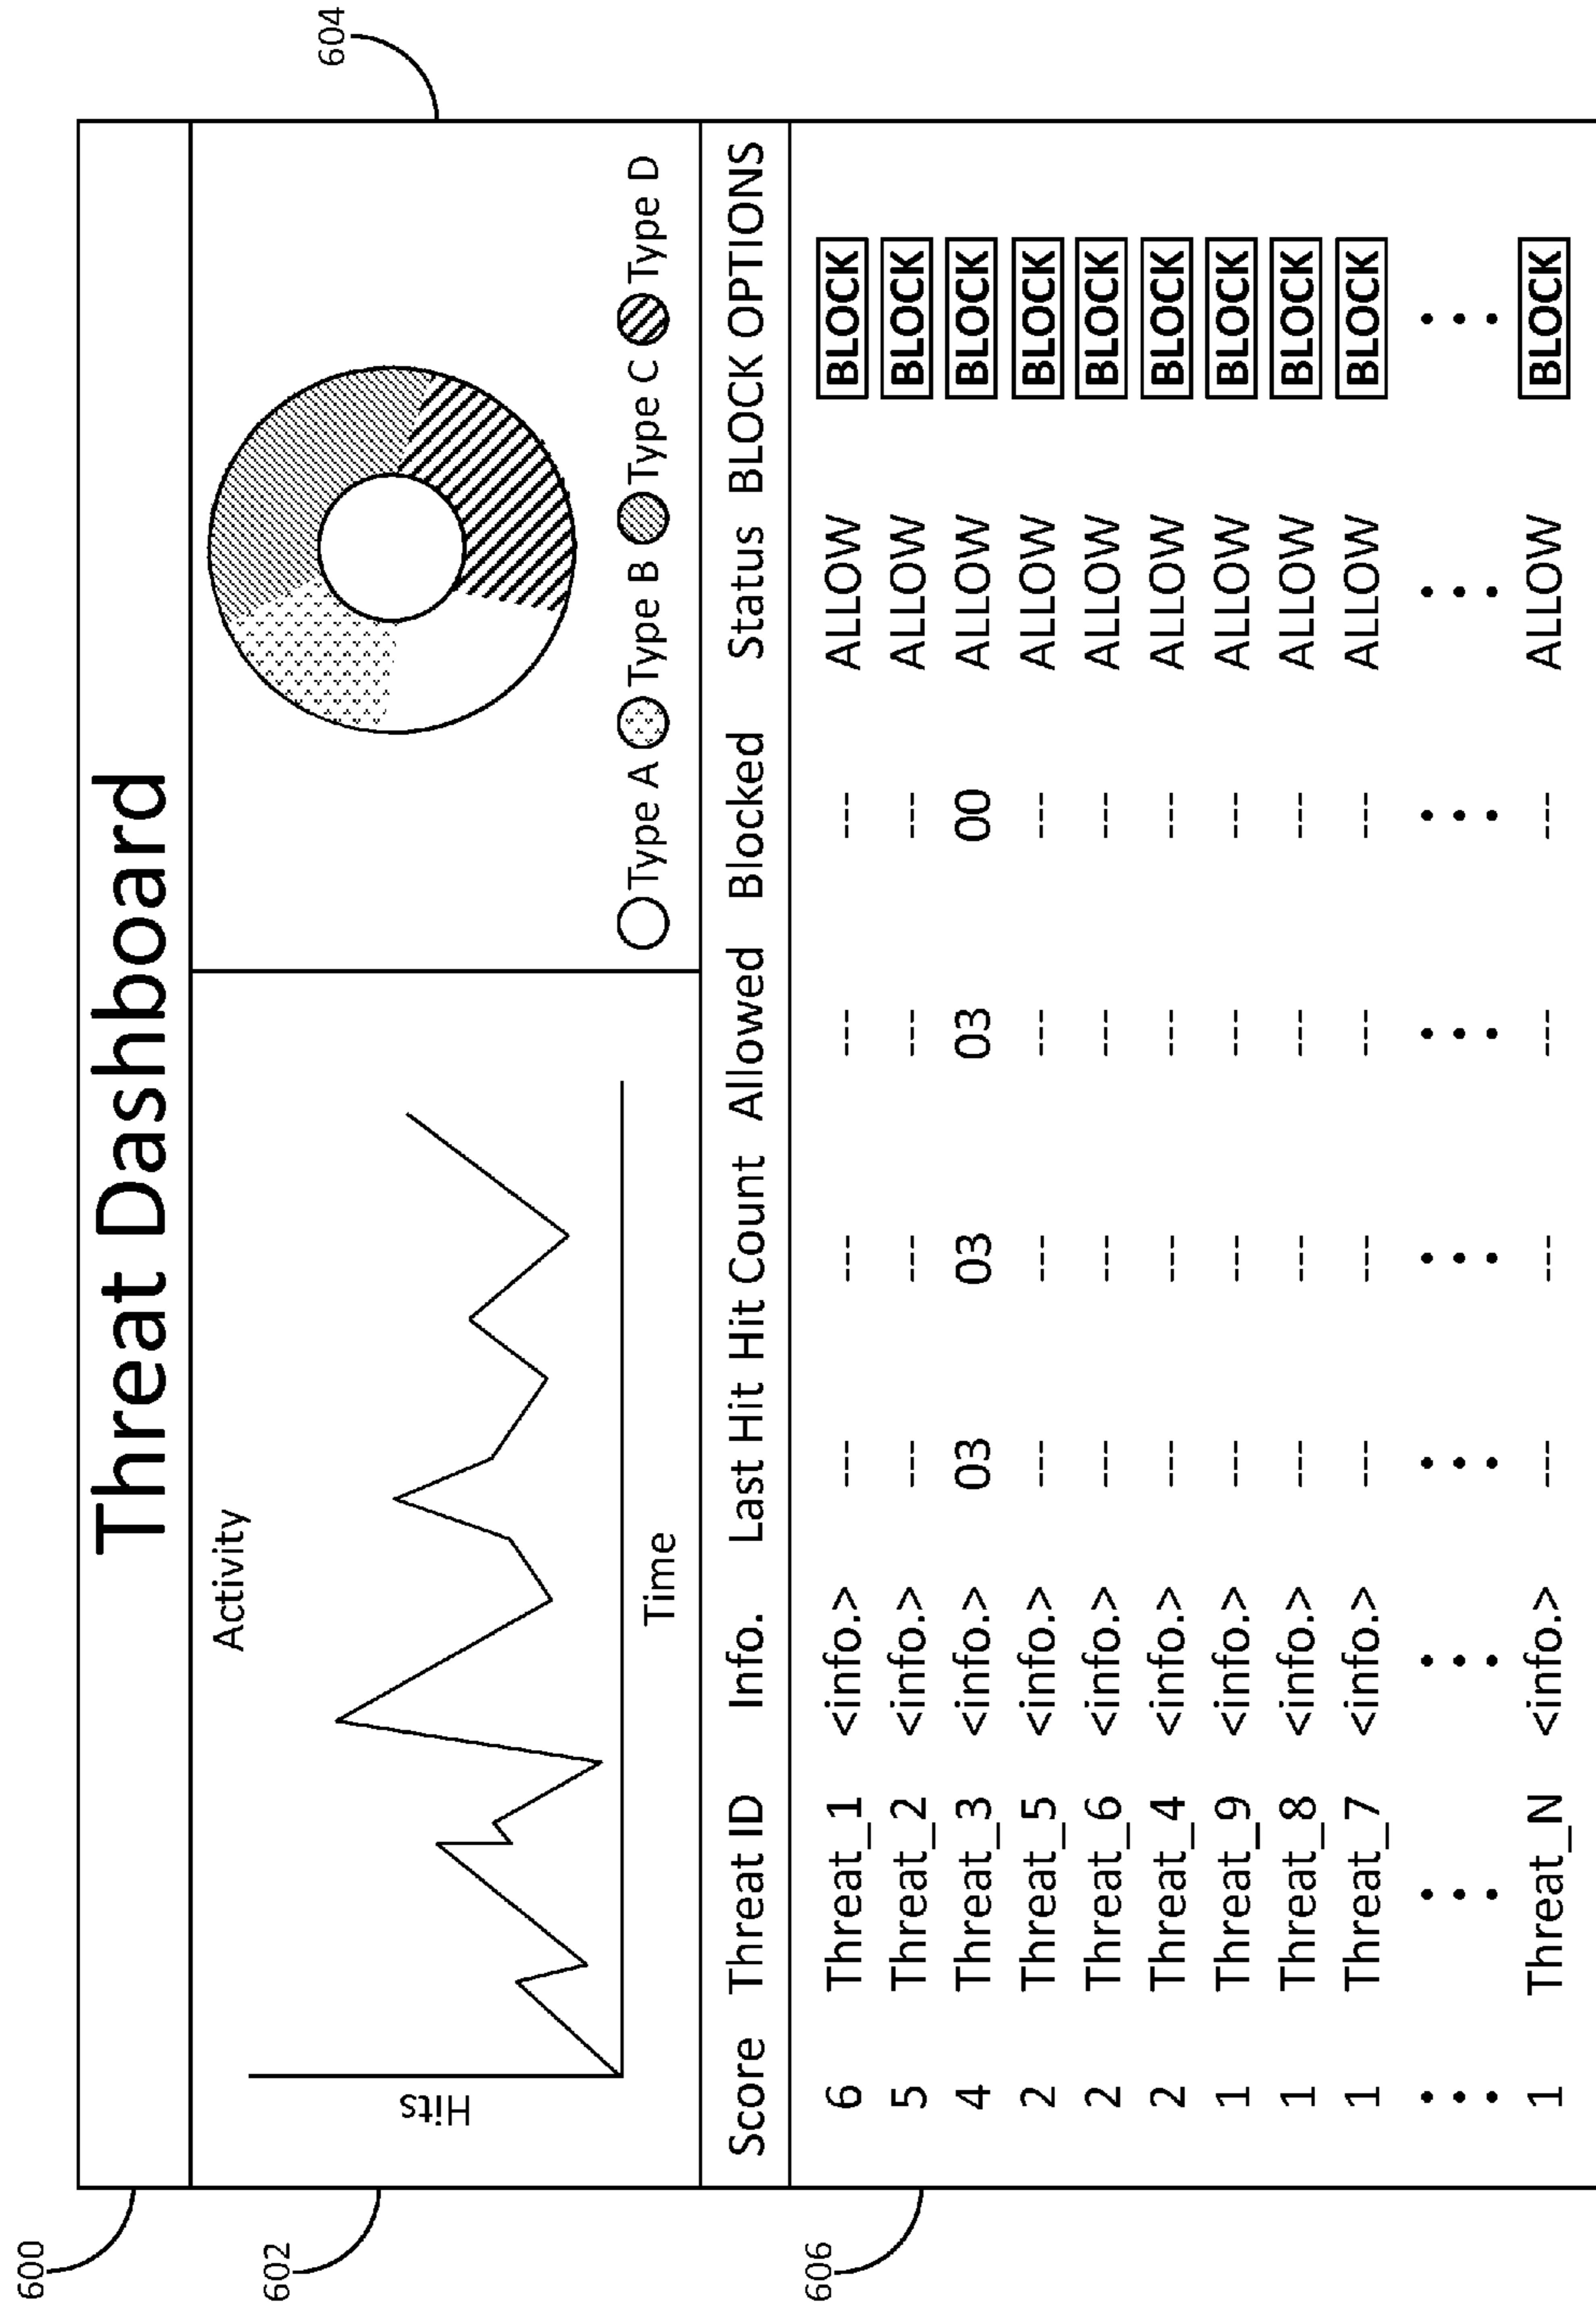 600
Threat Dashboard
602
Activity
Hits
Time
604
Type A Type B Type C Type D
606
Score Threat ID Info. Last Hit Hit Count Allowed Blocked Status BLOCK OPTIONS
6 Threat_1 <info.> --- --- --- --- ALLOW BLOCK
5 Threat_2 <info.> --- --- --- --- ALLOW BLOCK
4 Threat_3 <info.> 03 03 03 00 ALLOW BLOCK
2 Threat_5 <info.> --- --- --- --- ALLOW BLOCK
2 Threat_6 <info.> --- --- --- --- ALLOW BLOCK
2 Threat_4 <info.> --- --- --- --- ALLOW BLOCK
1 Threat_9 <info.> --- --- --- --- ALLOW BLOCK
1 Threat_8 <info.> --- --- --- --- ALLOW BLOCK
1 Threat_7 <info.> --- --- --- --- ALLOW BLOCK
1 Threat_N <info.> --- --- --- --- ALLOW BLOCK